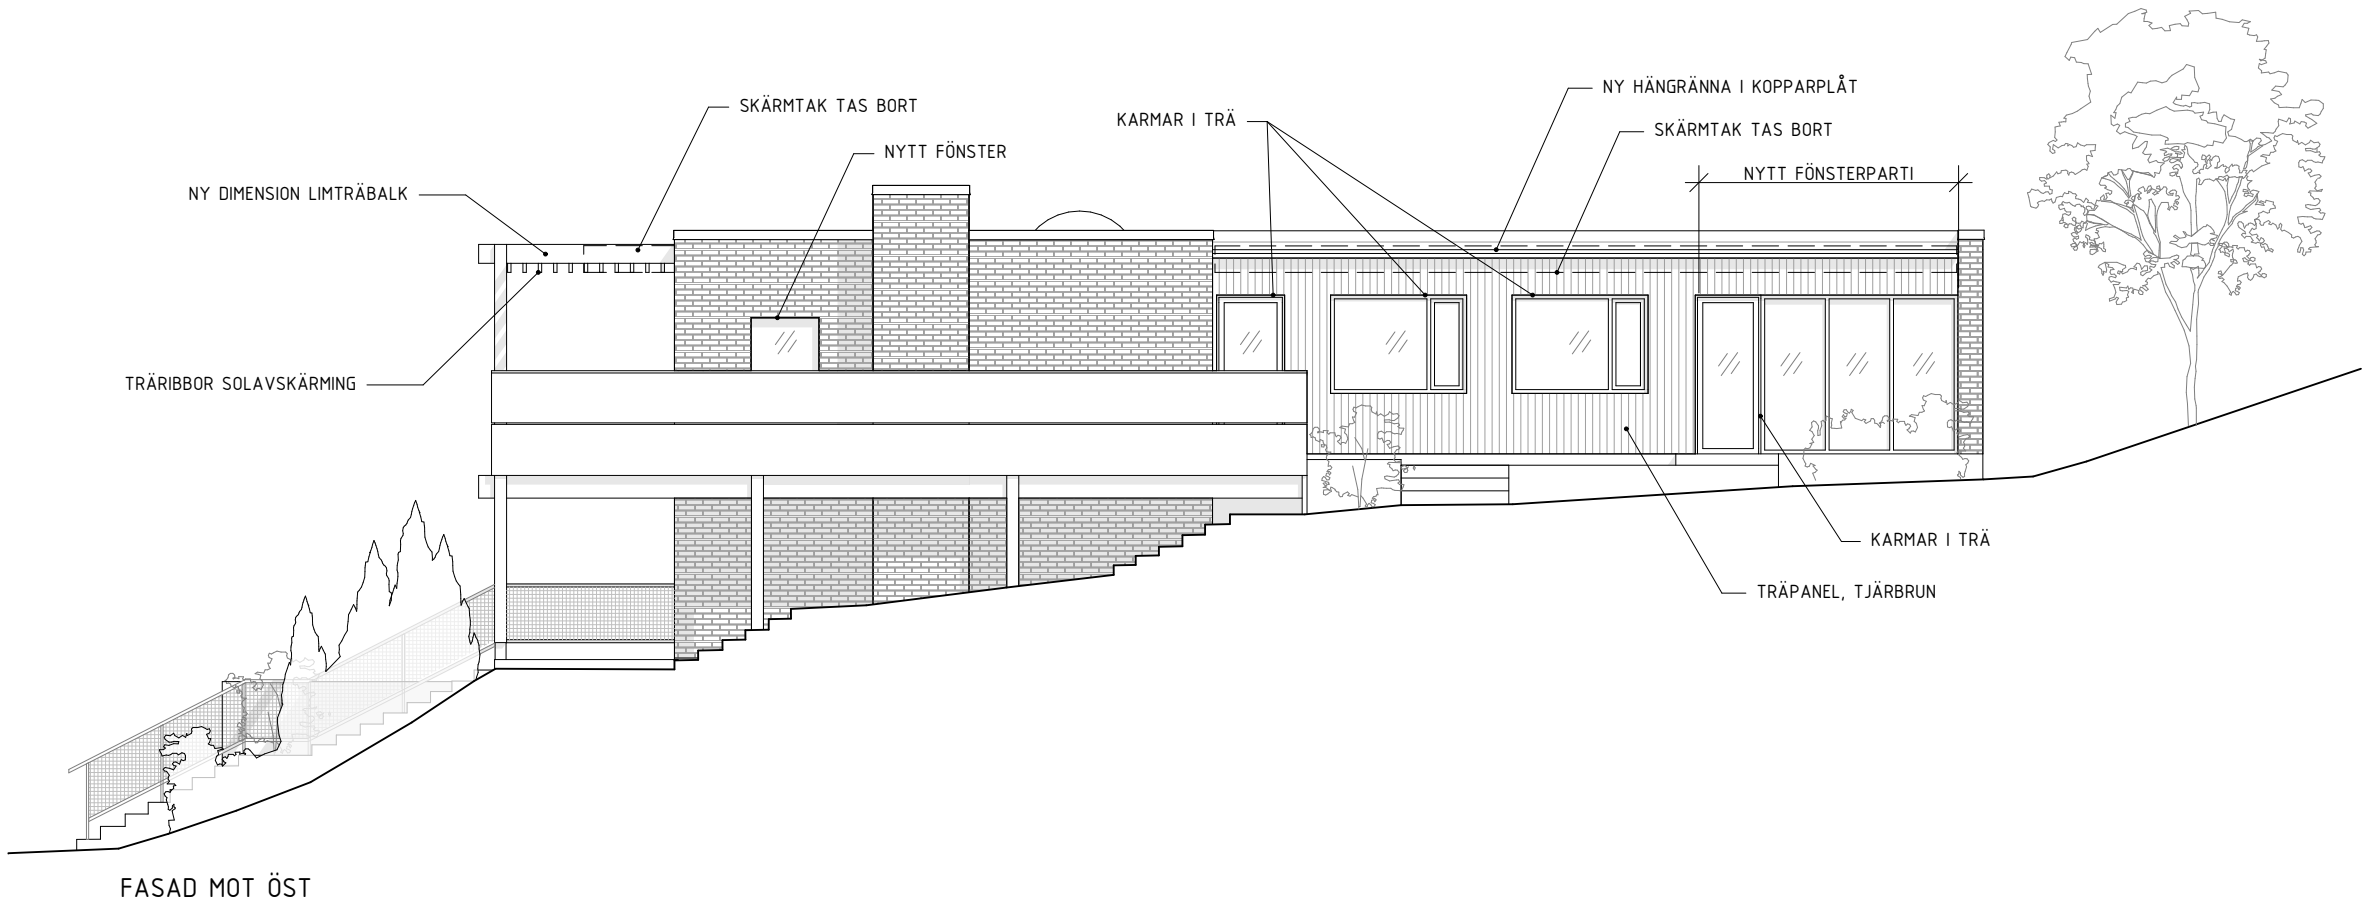 NY HÄNGRÄNNA I KOPPARPLÅT
SKÄRMTAK TAS BORT
KARMAR I TRÄ
SKÄRMTAK TAS BORT
NYTT FÖNSTER
NYTT FÖNSTERPARTI
NY DIMENSION LIMTRÄBALK
TRÄRIBBOR SOLAVSKÄRMING
KARMAR I TRÄ
TRÄPANEL, TJÄRBRUN
FASAD MOT ÖST